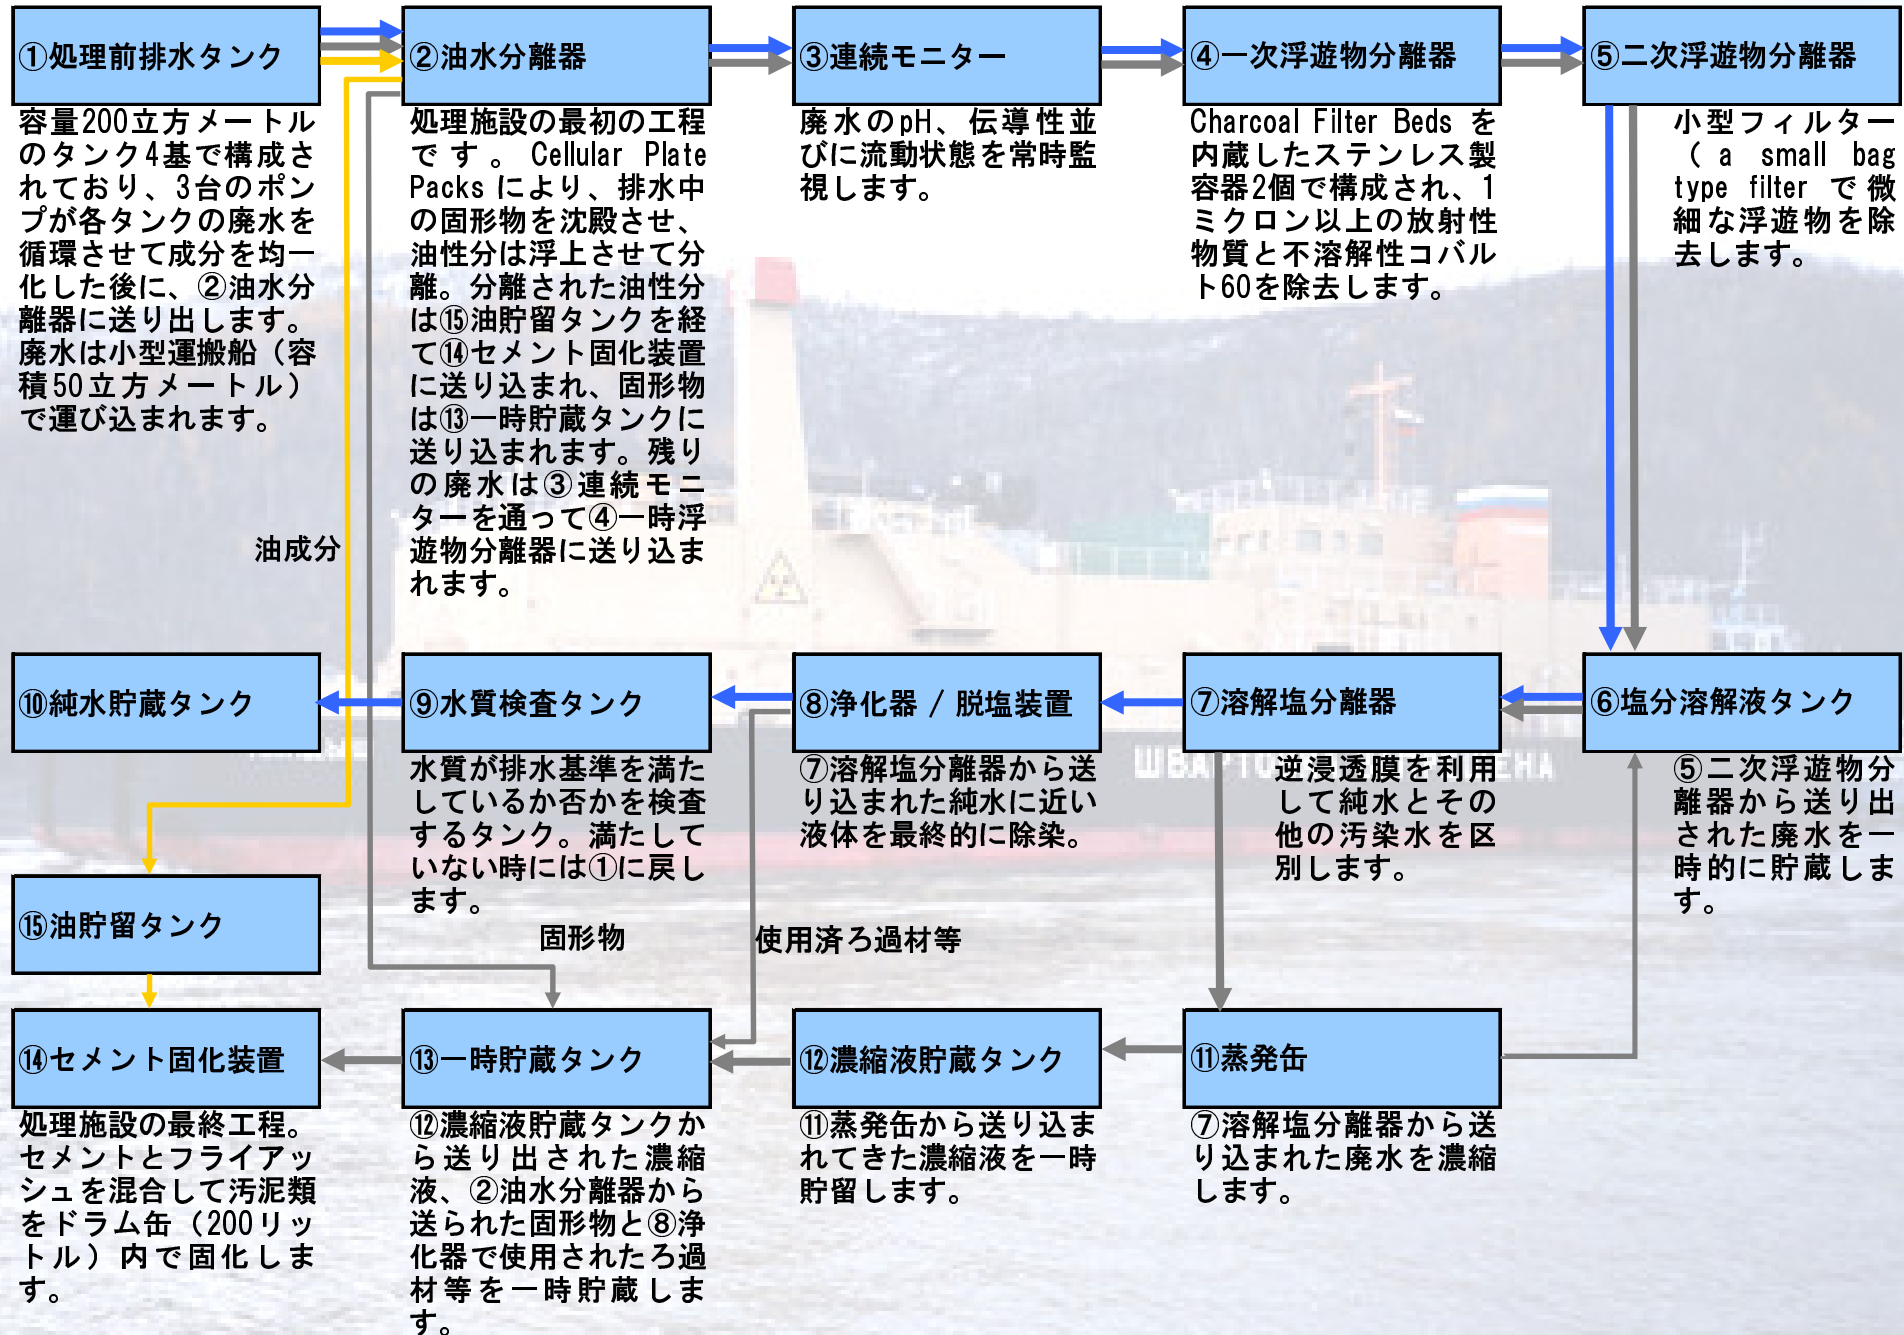 ①処理前排水タンク
容量200立方メートル
のタンク4基で構成さ
れており、3台のポン
プが各タンクの廃水を
循環させて成分を均一
化した後に、②油水分
離器に送り出します。
廃水は小型運搬船（容
積50立方メートル）
で運び込まれます。
②油水分離器
処理施設の最初の工程
です。Cellular Plate
Packs により、排水中
の固形物を沈殿させ、
油性分は浮上させて分
離。分離された油性分
は⑮油貯留タンクを経
て⑭セメント固化装置
に送り込まれ、固形物
は⑬一時貯蔵タンクに
送り込まれます。残り
の廃水は③連続モニ
ターを通って④一時浮
遊物分離器に送り込ま
れます。
③連続モニター
廃水のpH、伝導性並
びに流動状態を常時監
視します。
④一次浮遊物分離器
Charcoal Filter Beds を
内蔵したステンレス製
容器2個で構成され、1
ミクロン以上の放射性
物質と不溶解性コバル
ト60を除去します。
⑤二次浮遊物分離器
小型フィルター
（a small bag
type filter で微
細な浮遊物を除
去します。
油成分
⑩純水貯蔵タンク
⑨水質検査タンク
水質が排水基準を満た
しているか否かを検査
するタンク。満たして
いない時には①に戻し
ます。
⑧浄化器 / 脱塩装置
⑦溶解塩分離器から送
り込まれた純水に近い
液体を最終的に除染。
⑦溶解塩分離器
逆浸透膜を利用
して純水とその
他の汚染水を区
別します。
⑥塩分溶解液タンク
⑤二次浮遊物分
離器から送り出
された廃水を一
時的に貯蔵しま
す。
⑮油貯留タンク
固形物
使用済ろ過材等
⑭セメント固化装置
処理施設の最終工程。
セメントとフライアッ
シュを混合して汚泥類
をドラム缶（200リッ
トル）内で固化しま
す。
⑬一時貯蔵タンク
⑫濃縮液貯蔵タンクか
ら送り出された濃縮
液、②油水分離器から
送られた固形物と⑧浄
化器で使用されたろ過
材等を一時貯蔵しま
す。
⑫濃縮液貯蔵タンク
⑪蒸発缶から送り込ま
れてきた濃縮液を一時
貯留します。
⑪蒸発缶
⑦溶解塩分離器から送
り込まれた廃水を濃縮
します。